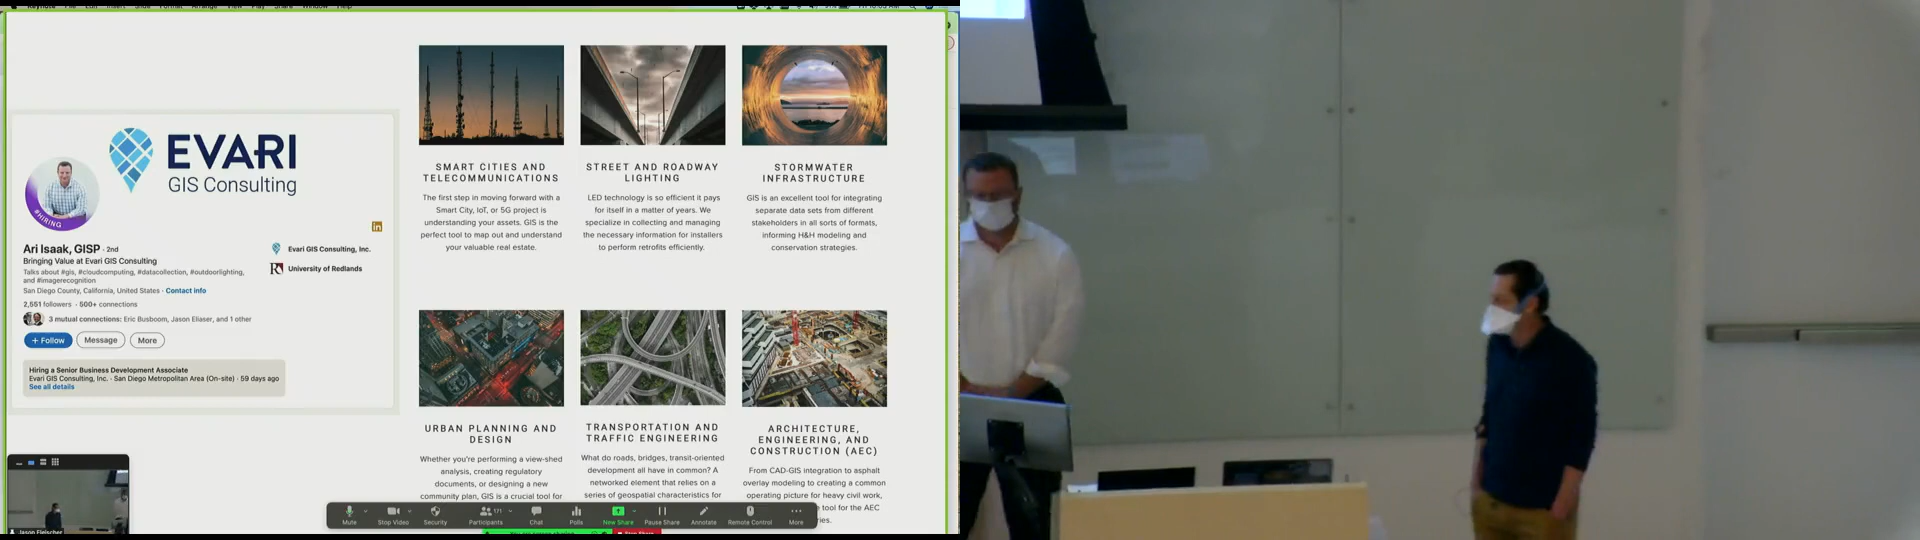 Keynote File Edit Insert Slide Format Arrange View Play Share Window Help
EVARI
GIS Consulting
#HIRING
Ari Isaak, GISP · 2nd
Bringing Value at Evari GIS Consulting
Talks about #gis, #cloudcomputing, #datacollection, #outdoorlighting,
and #imagerecognition
San Diego County, California, United States · Contact info
2,551 followers · 500+ connections
3 mutual connections: Eric Busboom, Jason Eliaser, and 1 other
+ Follow
Message
More
Evari GIS Consulting, Inc.
University of Redlands
Hiring a Senior Business Development Associate
Evari GIS Consulting, Inc. · San Diego Metropolitan Area (On-site) · 59 days ago
See all details
SMART CITIES AND
TELECOMMUNICATIONS
The first step in moving forward with a
Smart City, IoT, or 5G project is
understanding your assets. GIS is the
perfect tool to map out and understand
your valuable real estate.
STREET AND ROADWAY
LIGHTING
LED technology is so efficient it pays
for itself in a matter of years. We
specialize in collecting and managing
the necessary information for installers
to perform retrofits efficiently.
STORMWATER
INFRASTRUCTURE
GIS is an excellent tool for integrating
separate data sets from different
stakeholders in all sorts of formats,
informing H&H modeling and
conservation strategies.
URBAN PLANNING AND
DESIGN
Whether you're performing a view-shed
analysis, creating regulatory
documents, or designing a new
community plan, GIS is a crucial tool for
TRANSPORTATION AND
TRAFFIC ENGINEERING
What do roads, bridges, transit-oriented
development all have in common? A
networked element that relies on a
series of geospatial characteristics for
ARCHITECTURE,
ENGINEERING, AND
CONSTRUCTION (AEC)
From CAD-GIS integration to asphalt
overlay modeling to creating a common
operating picture for heavy civil work,
tool for the AEC
Jason Fleischer
Mute
Stop Video
Security
Participants
171
Chat
Polls
New Share
Pause Share
Annotate
Remote Control
More